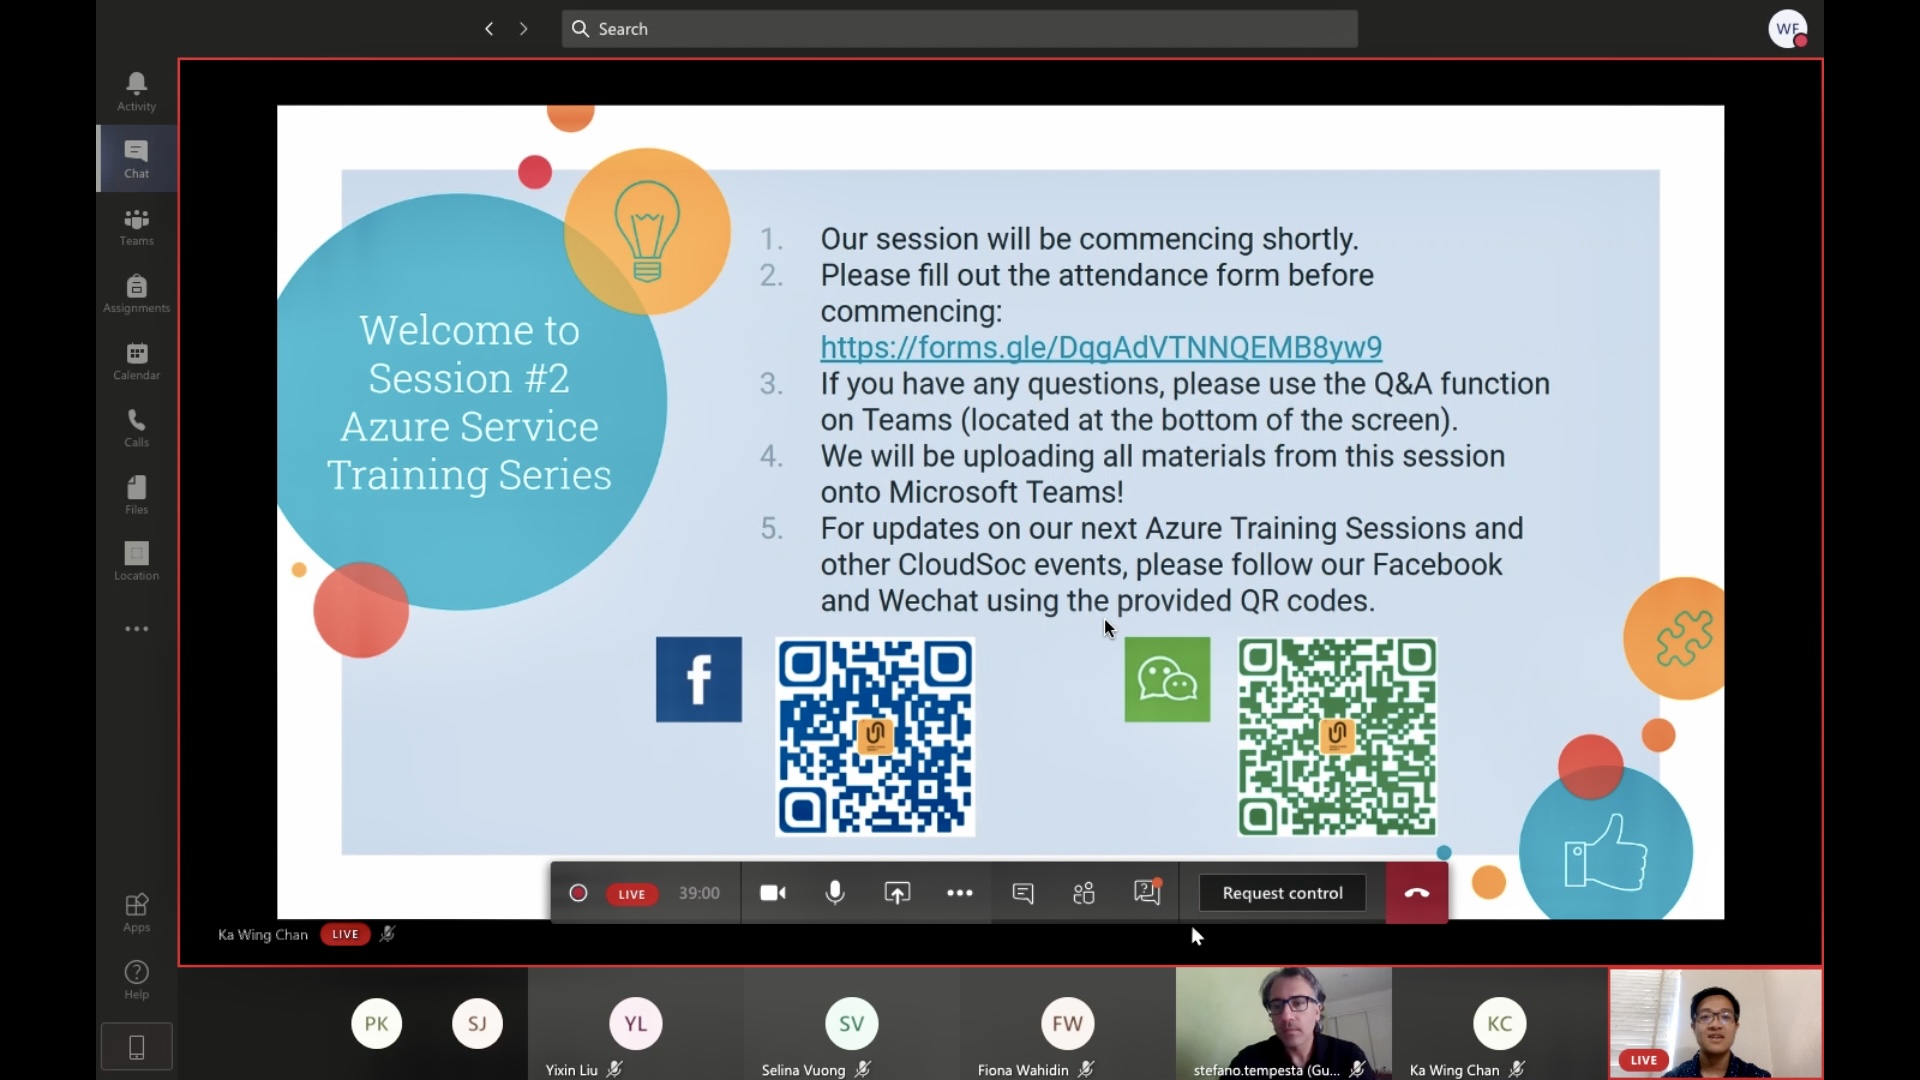 Search
WF
Activity
Chat
Teams
Assignments
Calendar
Calls
Files
Location
Apps
Help
Welcome to
Session #2
Azure Service
Training Series
1. Our session will be commencing shortly.
2. Please fill out the attendance form before
commencing:
https://forms.gle/DqgAdVTNNQEMB8yw9
3. If you have any questions, please use the Q&A function
on Teams (located at the bottom of the screen).
4. We will be uploading all materials from this session
onto Microsoft Teams!
5. For updates on our next Azure Training Sessions and
other CloudSoc events, please follow our Facebook
and Wechat using the provided QR codes.
LIVE 39:00
Request control
Ka Wing Chan LIVE
PK
SJ
YL
SV
FW
KC
Yixin Liu
Selina Vuong
Fiona Wahidin
stefano.tempesta (Gu...
Ka Wing Chan
LIVE